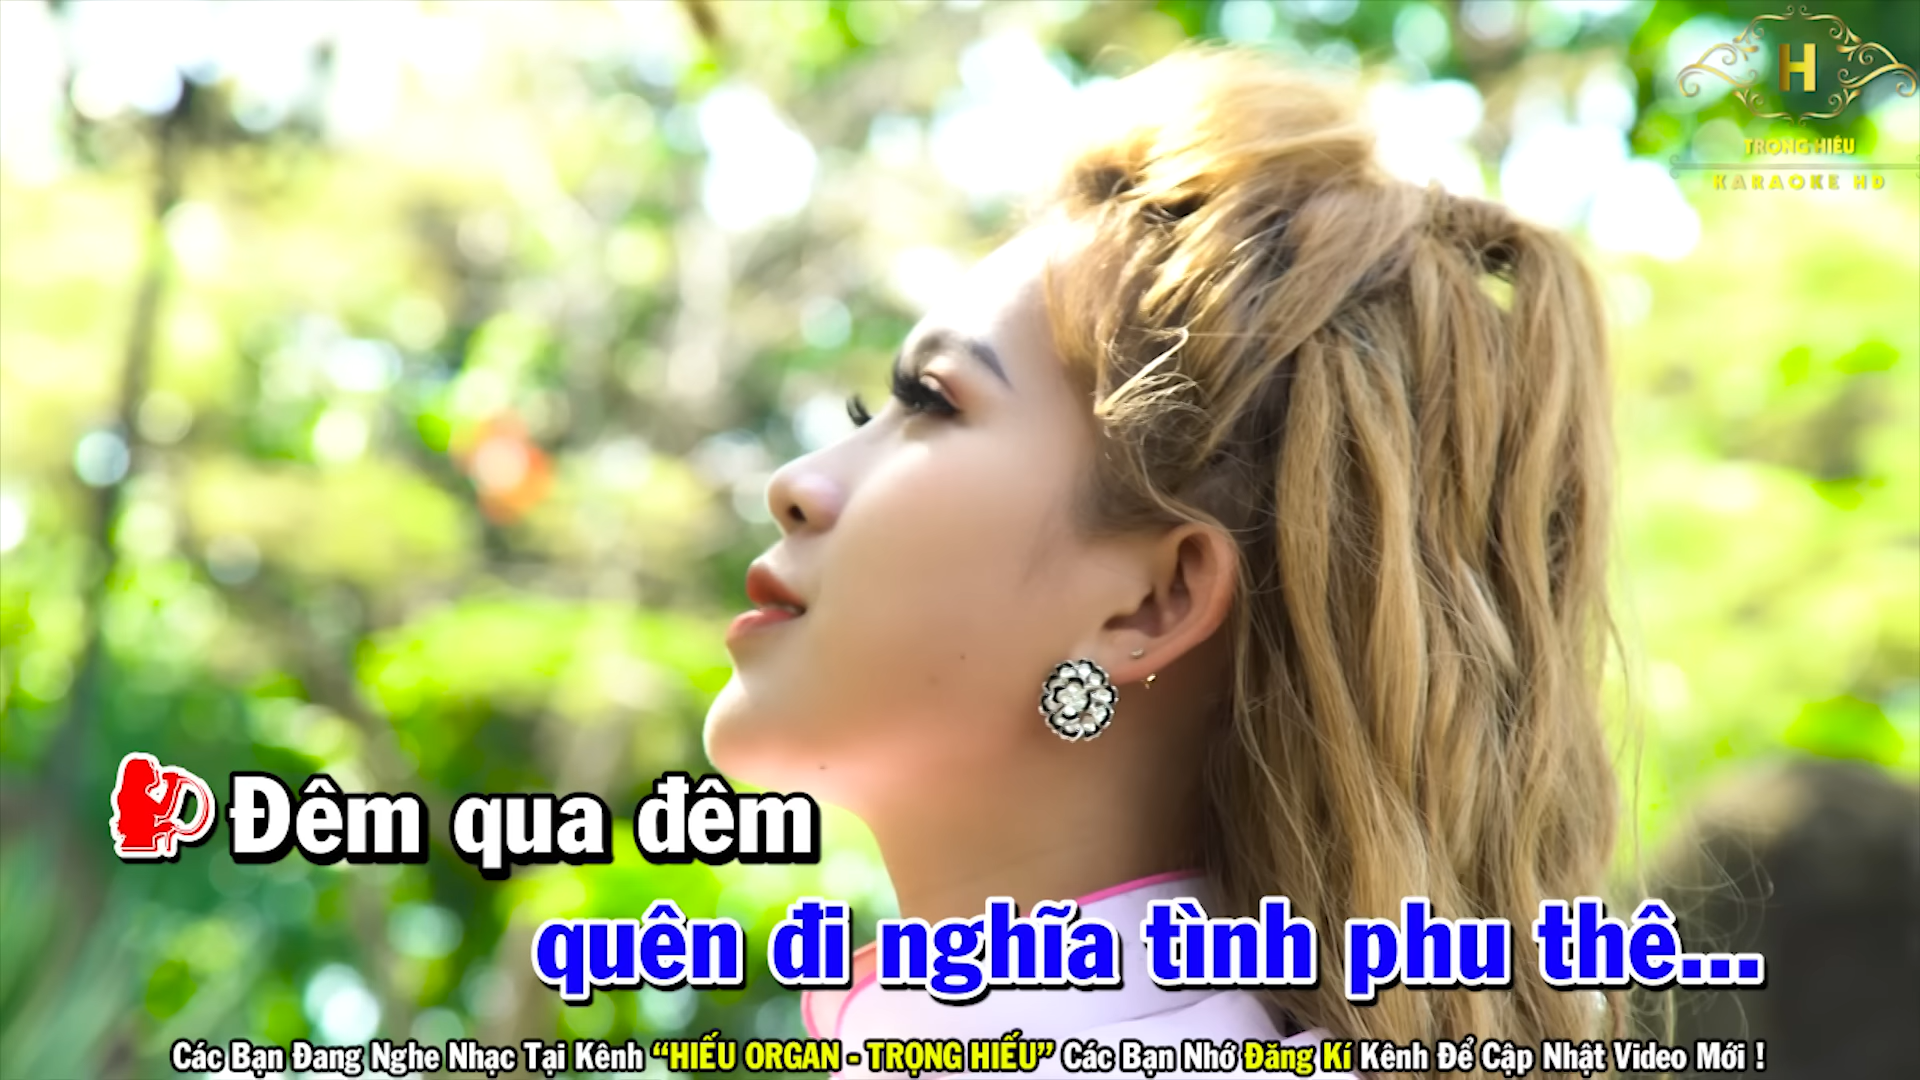 H
TRỌNG HIẾU
KARAOKE HD
Đêm qua đêm
quên đi nghĩa tình phu thê...
Các Bạn Đang Nghe Nhạc Tại Kênh “HIẾU ORGAN - TRỌNG HIẾU” Các Bạn Nhớ Đăng Kí Kênh Để Cập Nhật Video Mới !